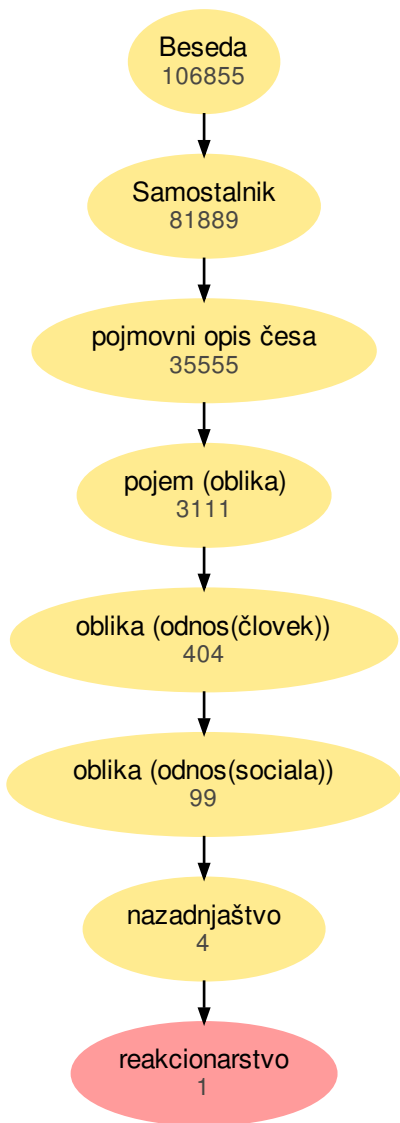 Beseda
106855
Samostalnik
81889
pojmovni opis česa
35555
pojem (oblika)
3111
oblika (odnos(človek))
404
oblika (odnos(sociala))
99
nazadnjaštvo
4
reakcionarstvo
1